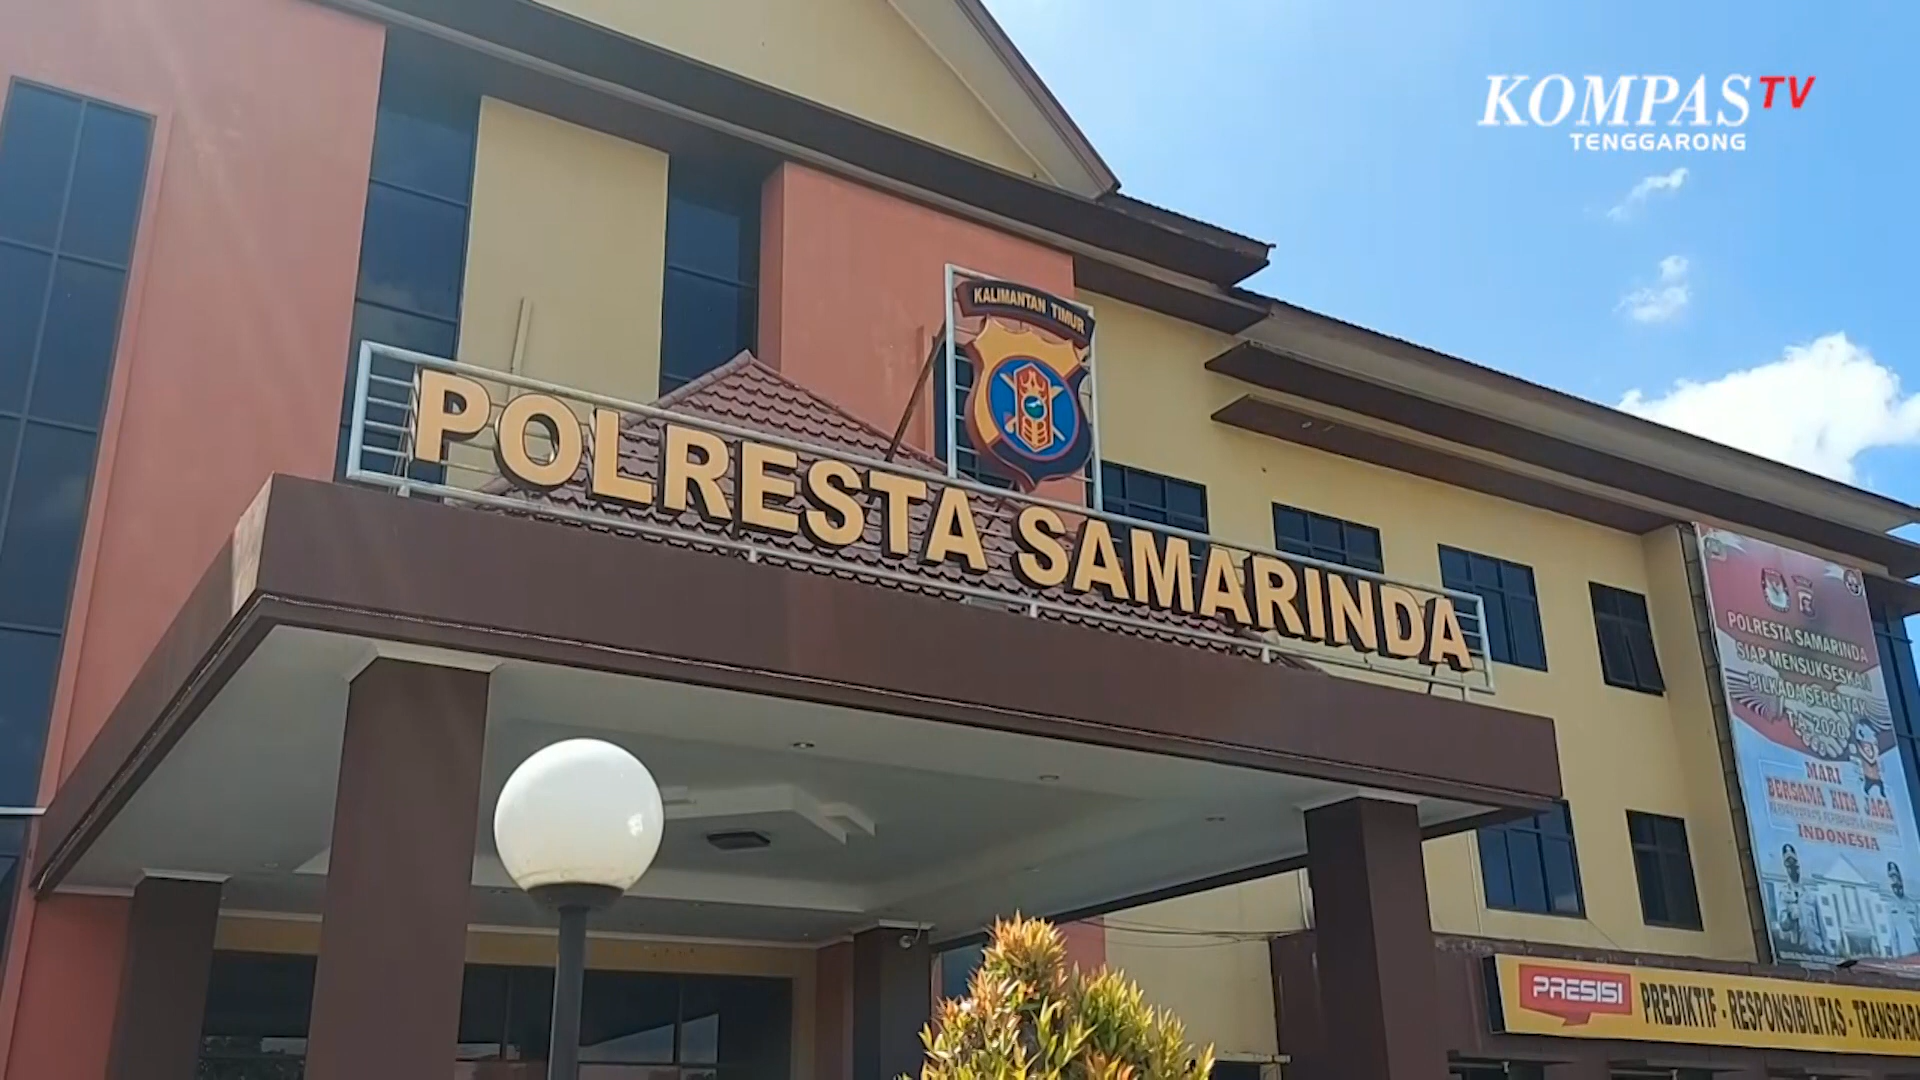 KOMPAS TV
TENGGARONG
KALIMANTAN TIMUR
POLRESTA SAMARINDA
POLRESTA SAMARINDA
SIAP MENSUKSESKAN
PILKADA SERENTAK
T.A. 2020
MARI
BERSAMA KITA JAGA
INDONESIA
PRESISI PREDIKTIF - RESPONSIBILITAS - TRANSPARA